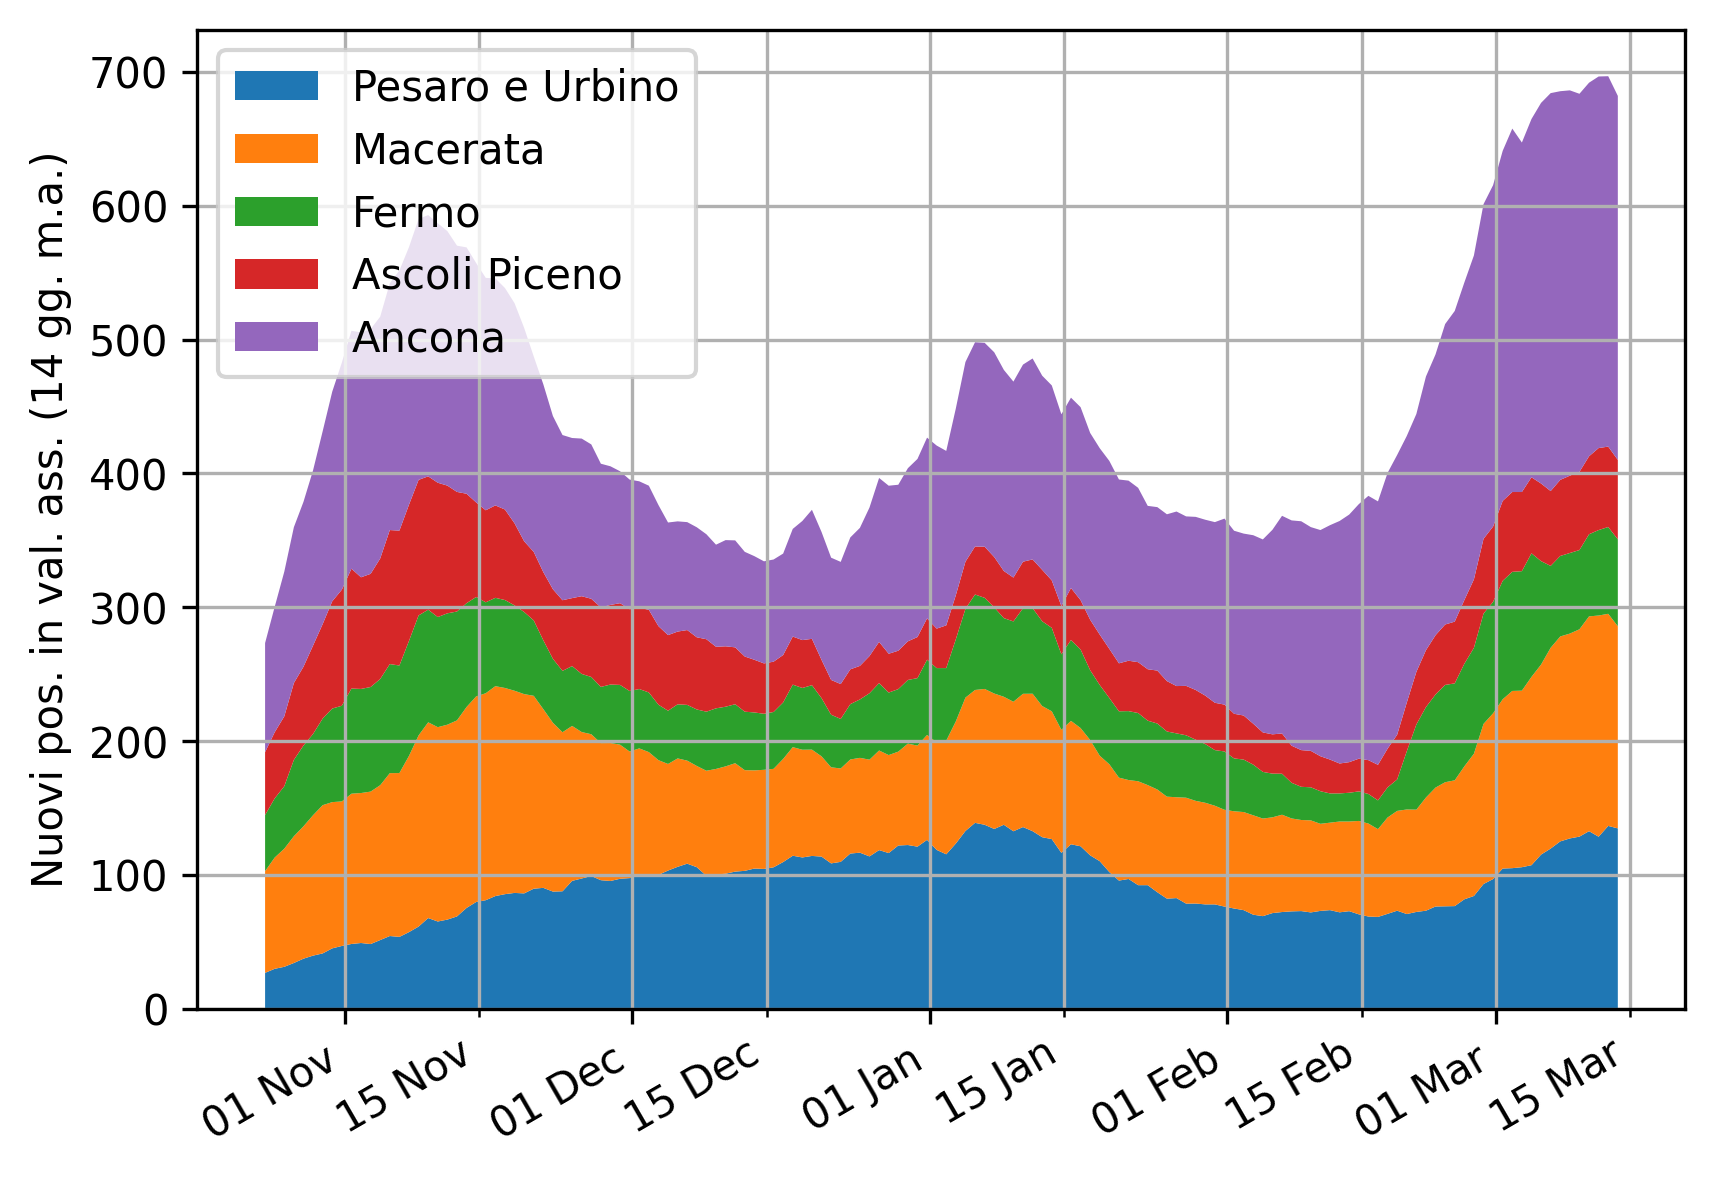 Nuovi pos. in val. ass. (14 gg. m.a.)
700
600
500
400
300
200
100
0
Pesaro e Urbino
Macerata
Fermo
Ascoli Piceno
Ancona
01 Nov
15 Nov
01 Dec
15 Dec
01 Jan
15 Jan
01 Feb
15 Feb
01 Mar
15 Mar